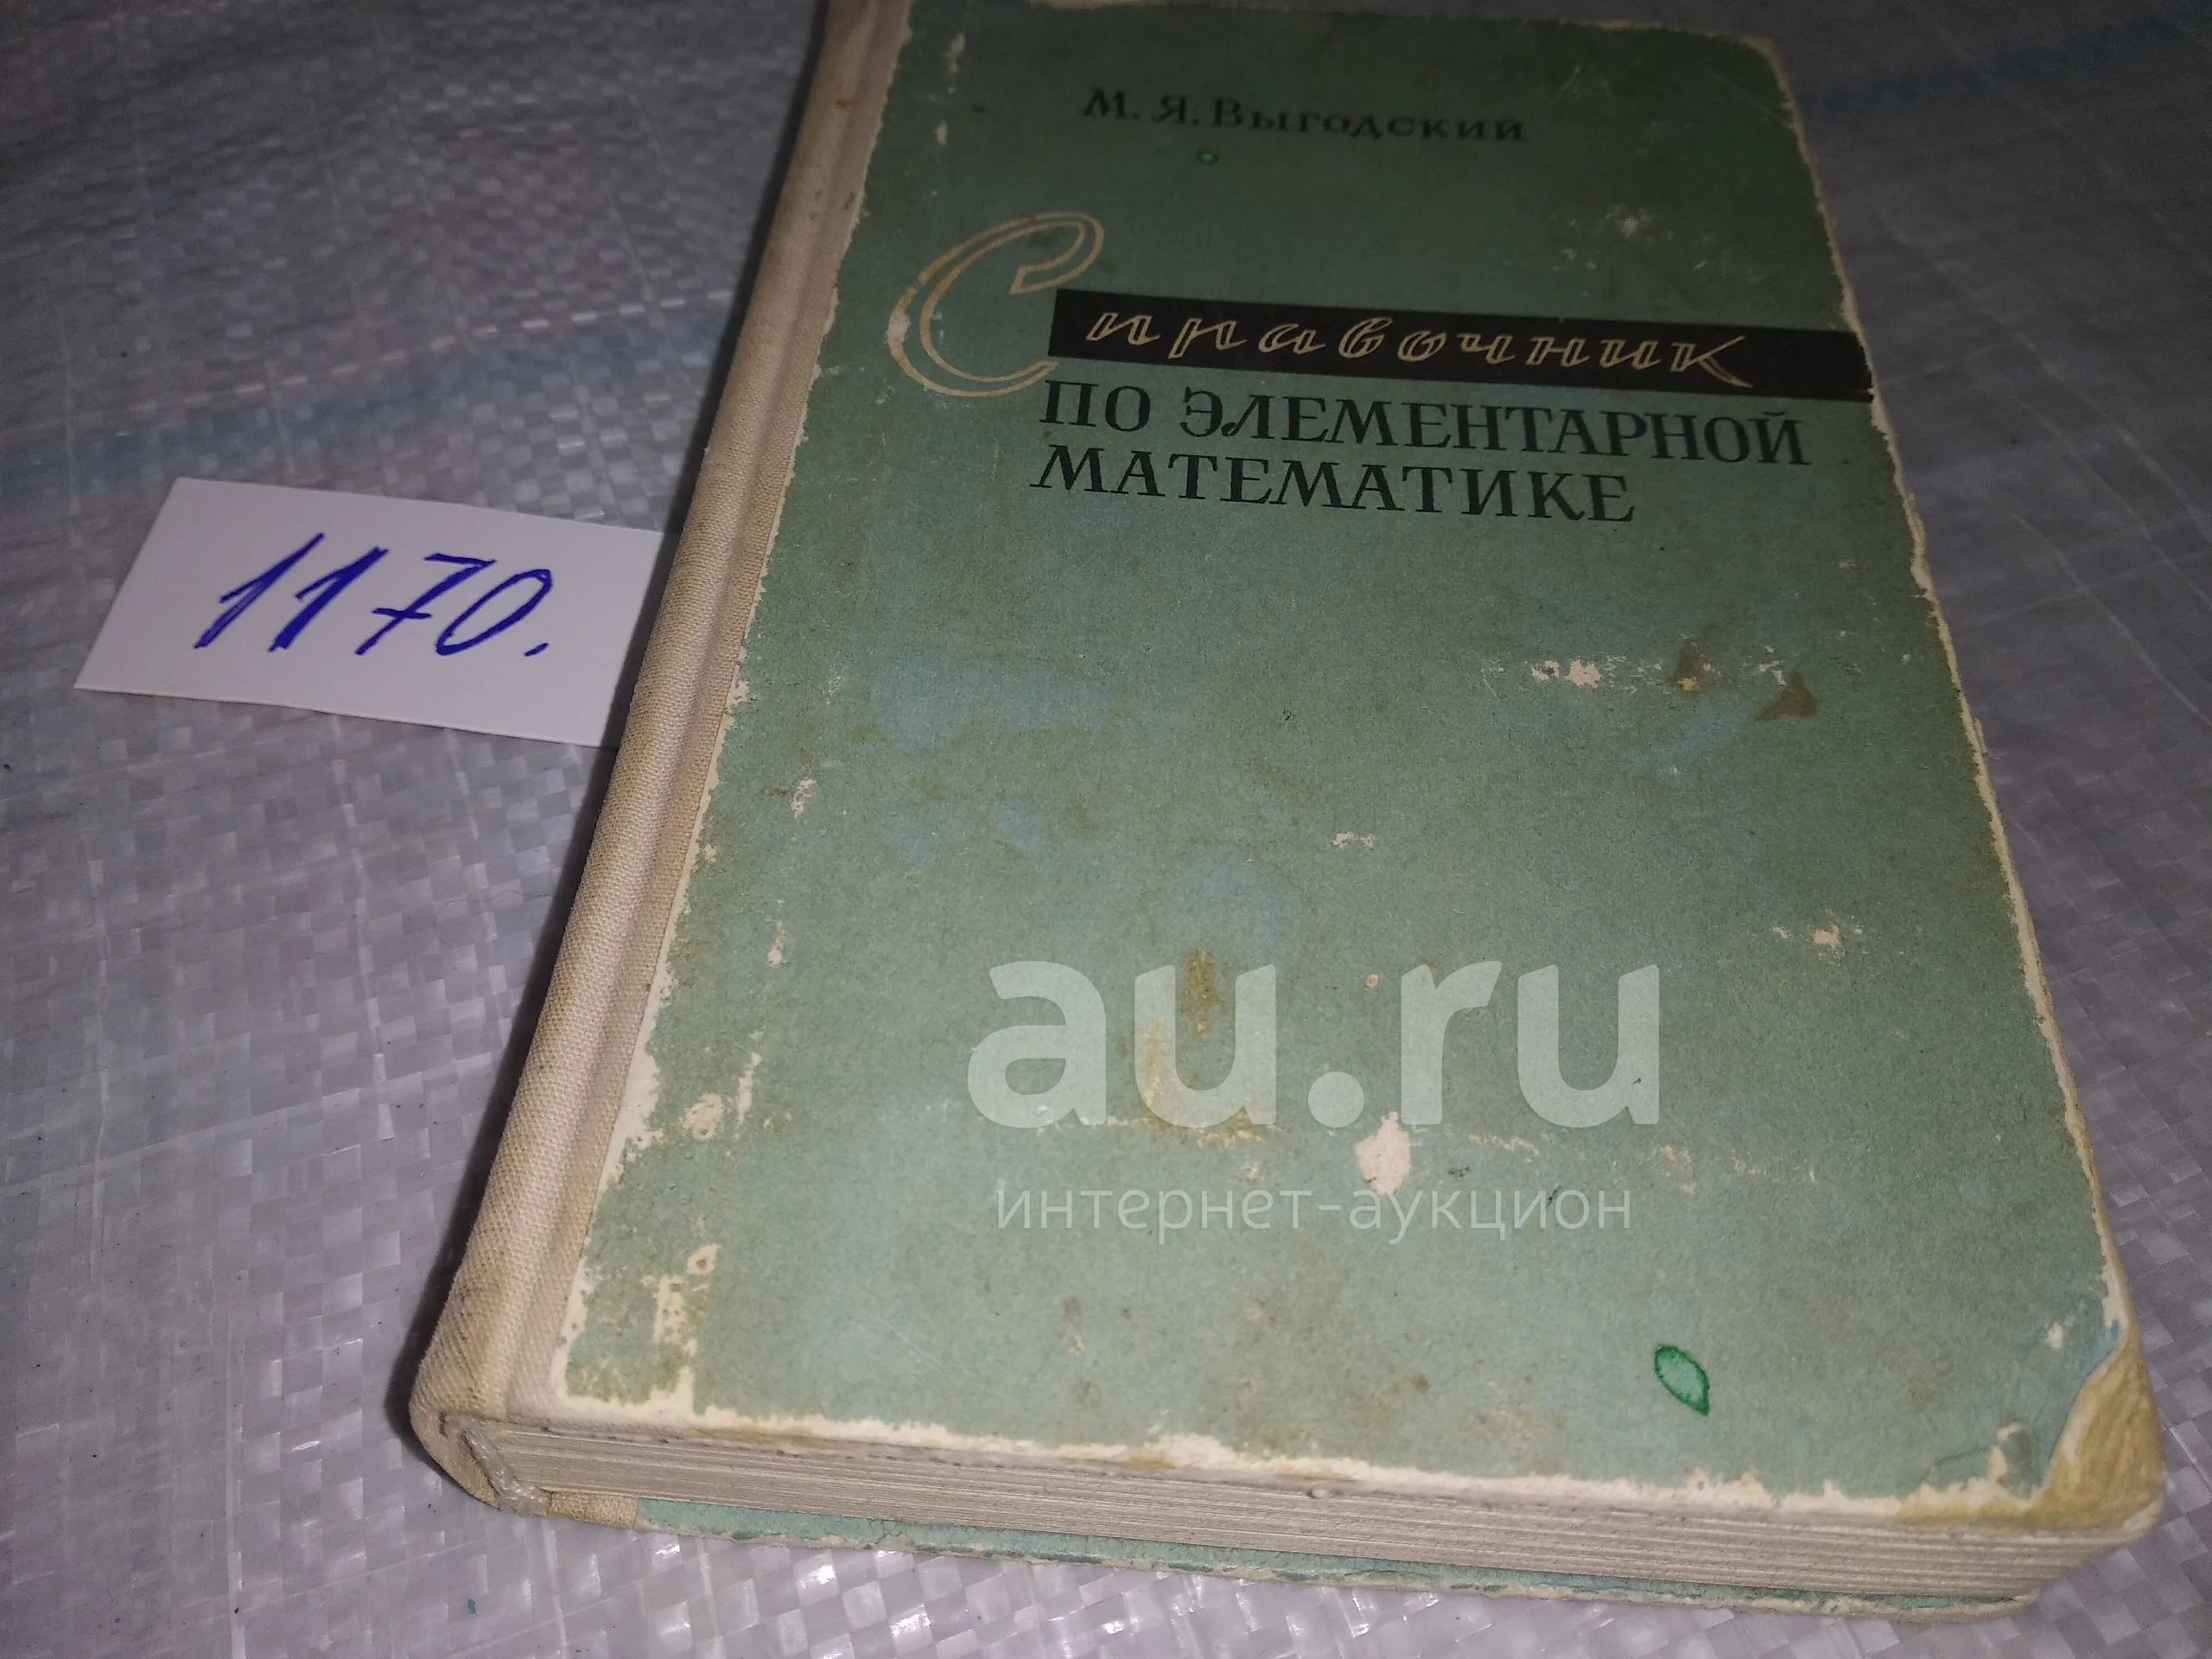 М. Я. Выгодский
Справочник
ПО ЭЛЕМЕНТАРНОЙ
МАТЕМАТИКЕ
1170.
au.ru
интернет-аукцион